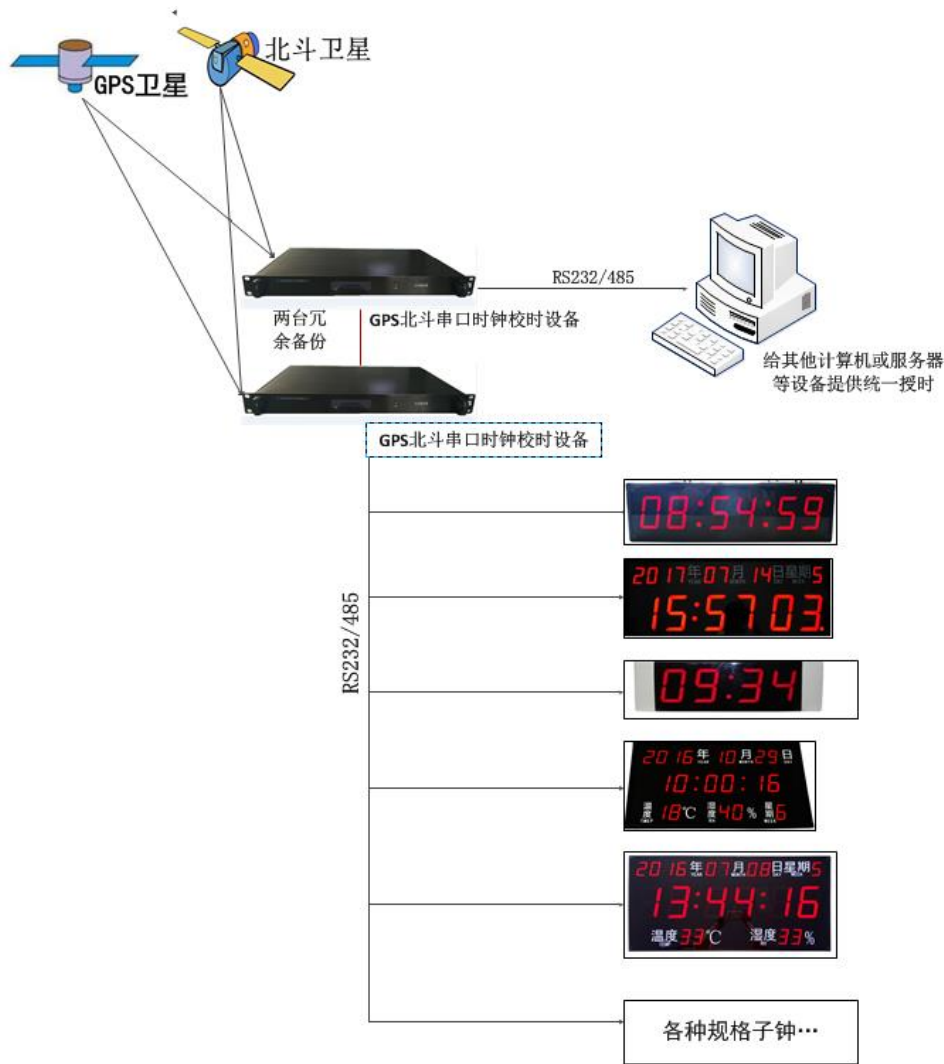 北斗卫星
GPS卫星
RS232/485
两台冗
余备份
GPS北斗串口时钟校时设备
给其他计算机或服务器
等设备提供统一授时
GPS北斗串口时钟校时设备
RS232/485
08:54:59
2017年07月14日星期5
15:57 03.
09:34
2016年10月29日
10:00:16
温度18℃ 湿度40% 星期6
2016年07月08日星期5
13:44:16
温度33℃ 湿度33%
各种规格子钟…